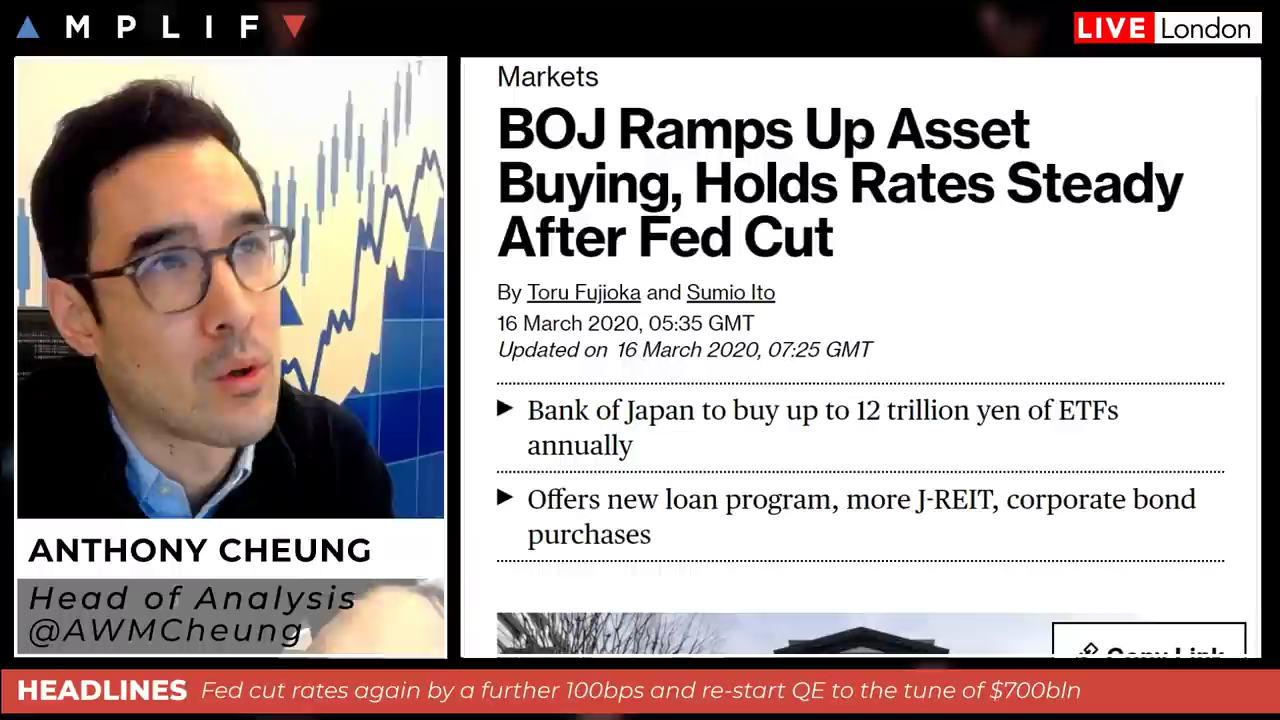 AMPLIFY
LIVE London
Markets
BOJ Ramps Up Asset
Buying, Holds Rates Steady
After Fed Cut
By Toru Fujioka and Sumio Ito
16 March 2020, 05:35 GMT
Updated on 16 March 2020, 07:25 GMT
Bank of Japan to buy up to 12 trillion yen of ETFs
annually
Offers new loan program, more J-REIT, corporate bond
purchases
Copy Link
ANTHONY CHEUNG
Head of Analysis
@AWMCheung
HEADLINES Fed cut rates again by a further 100bps and re-start QE to the tune of $700bln